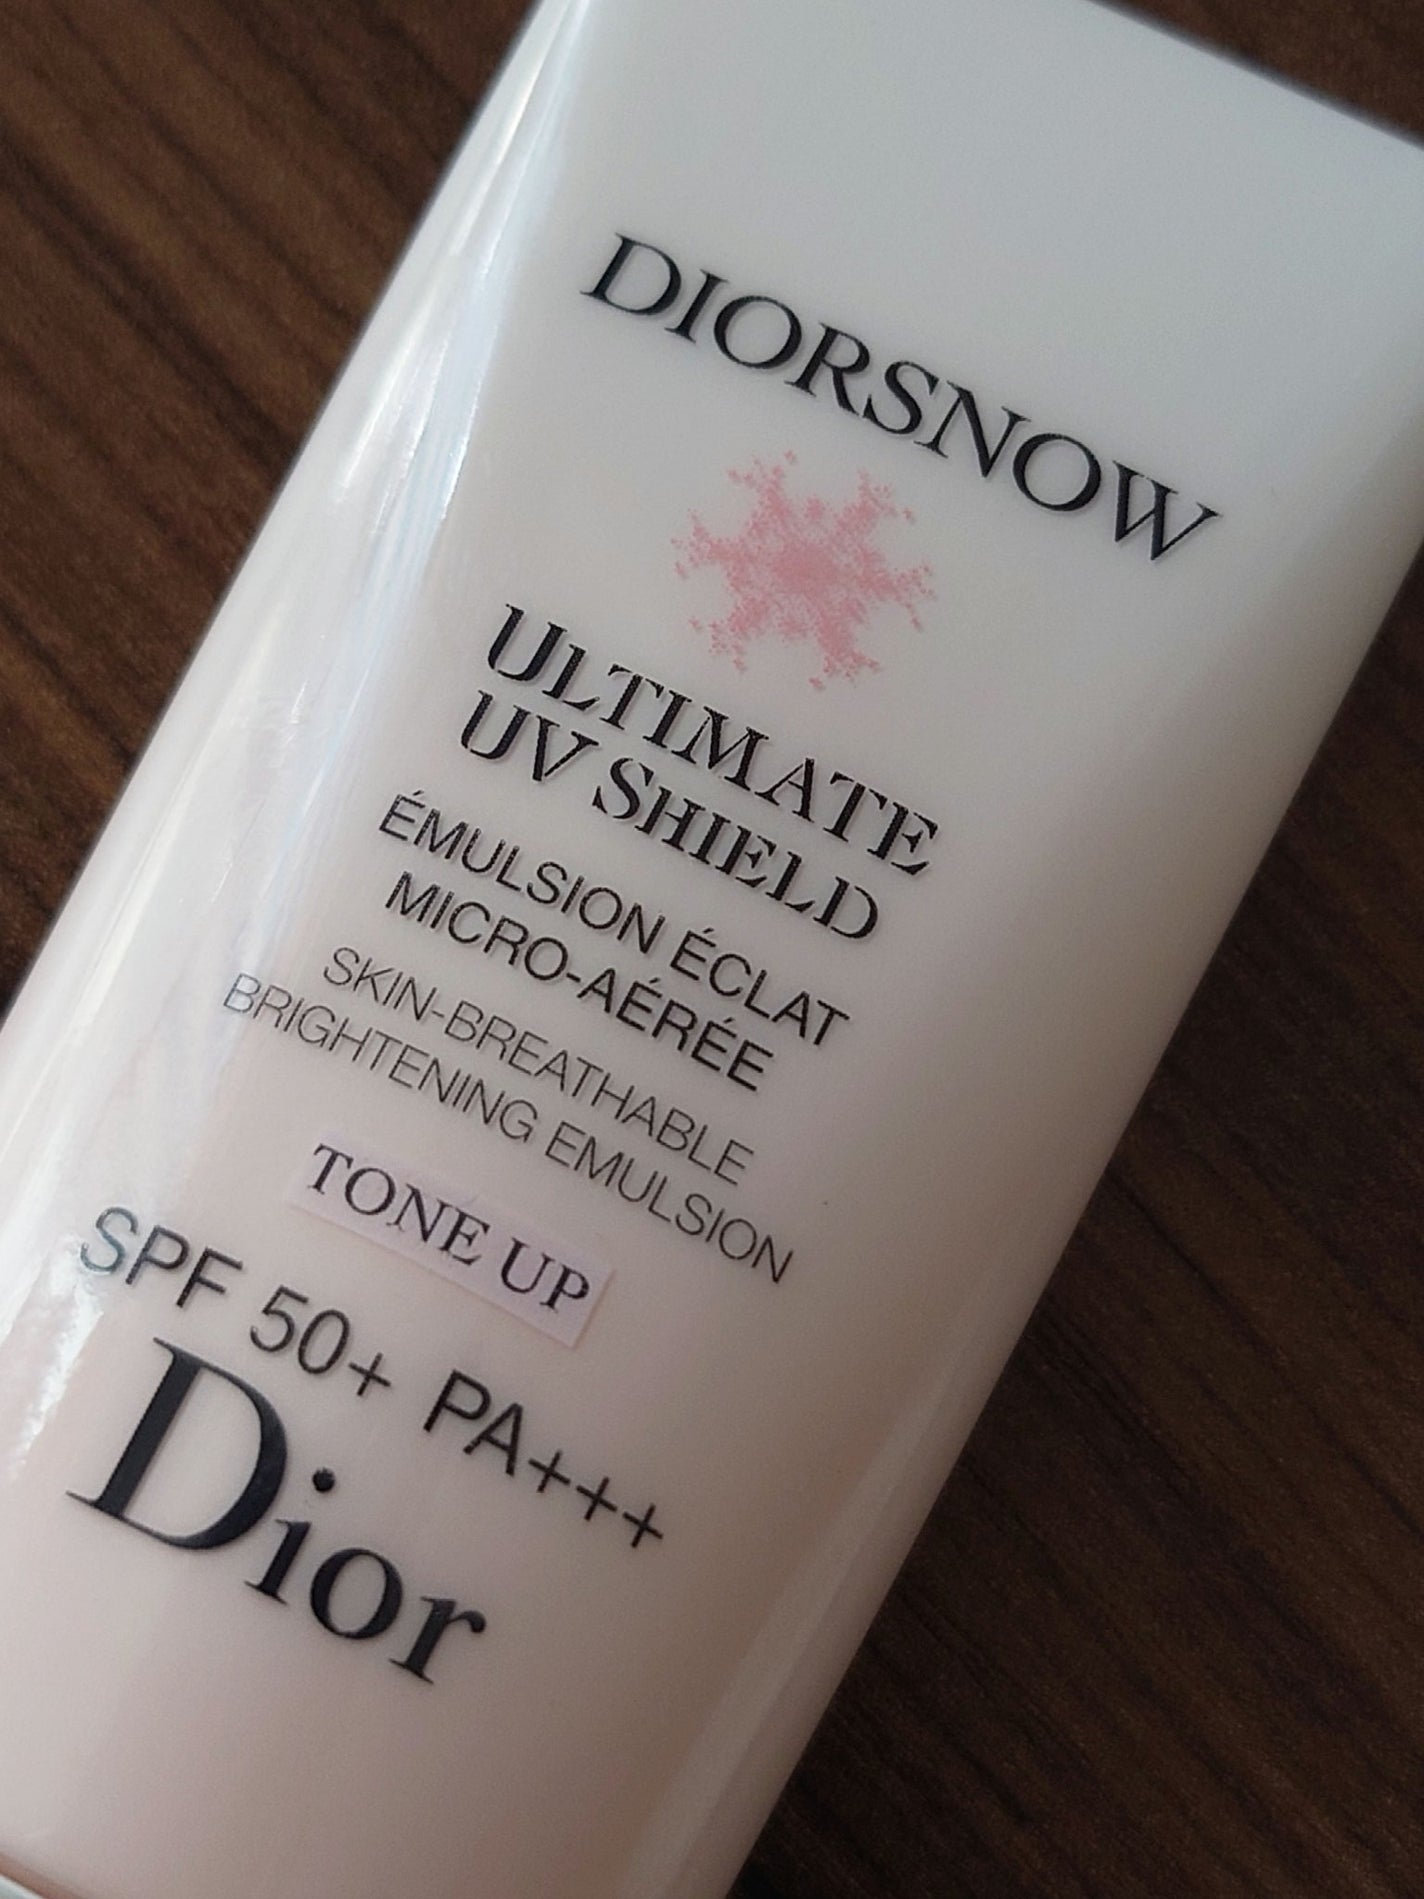 DIORSNOW
ULTIMATE
UV SHIELD
ÉMULSION ÉCLAT
MICRO-AÉRÉE
SKIN-BREATHABLE
BRIGHTENING EMULSION
TONE UP
SPF 50+ PA+++
Dior